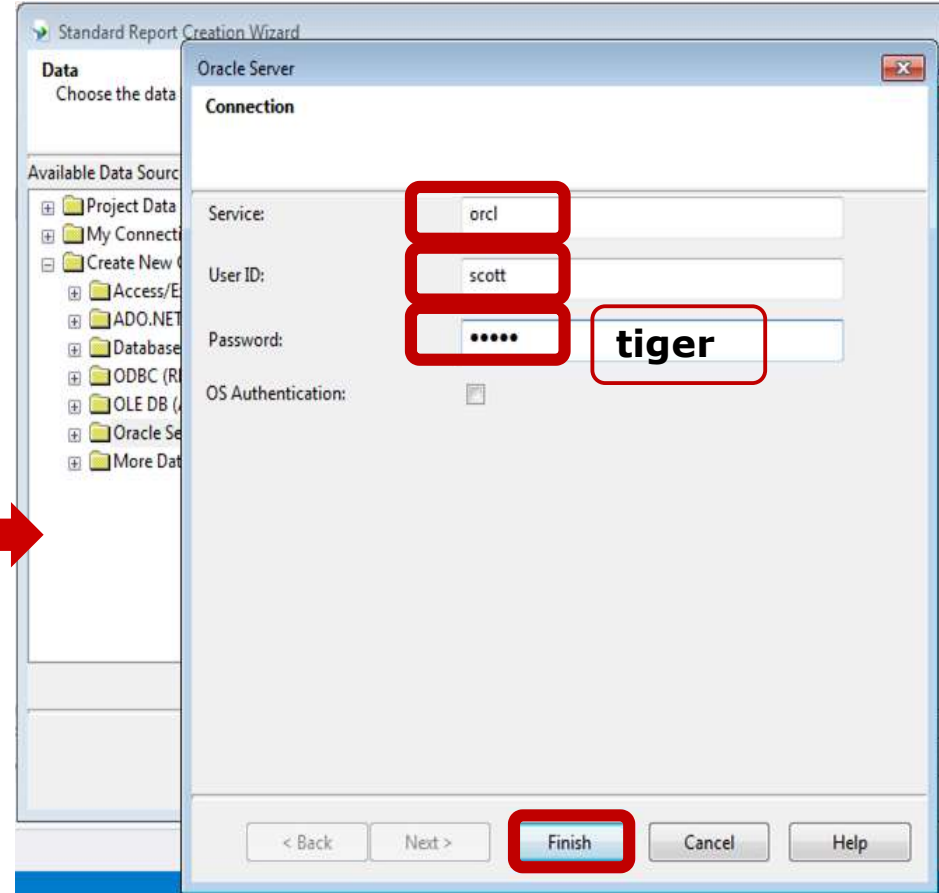 Standard Report Creation Wizard
Data
Choose the data
Available Data Sourc
Project Data
My Connecti
Create New
Access/E
ADO.NET
Database
ODBC (RI
OLE DB (
Oracle Se
More Dat
Oracle Server
Connection
Service: orcl
User ID: scott
Password: ••••• tiger
OS Authentication:
< Back Next > Finish Cancel Help